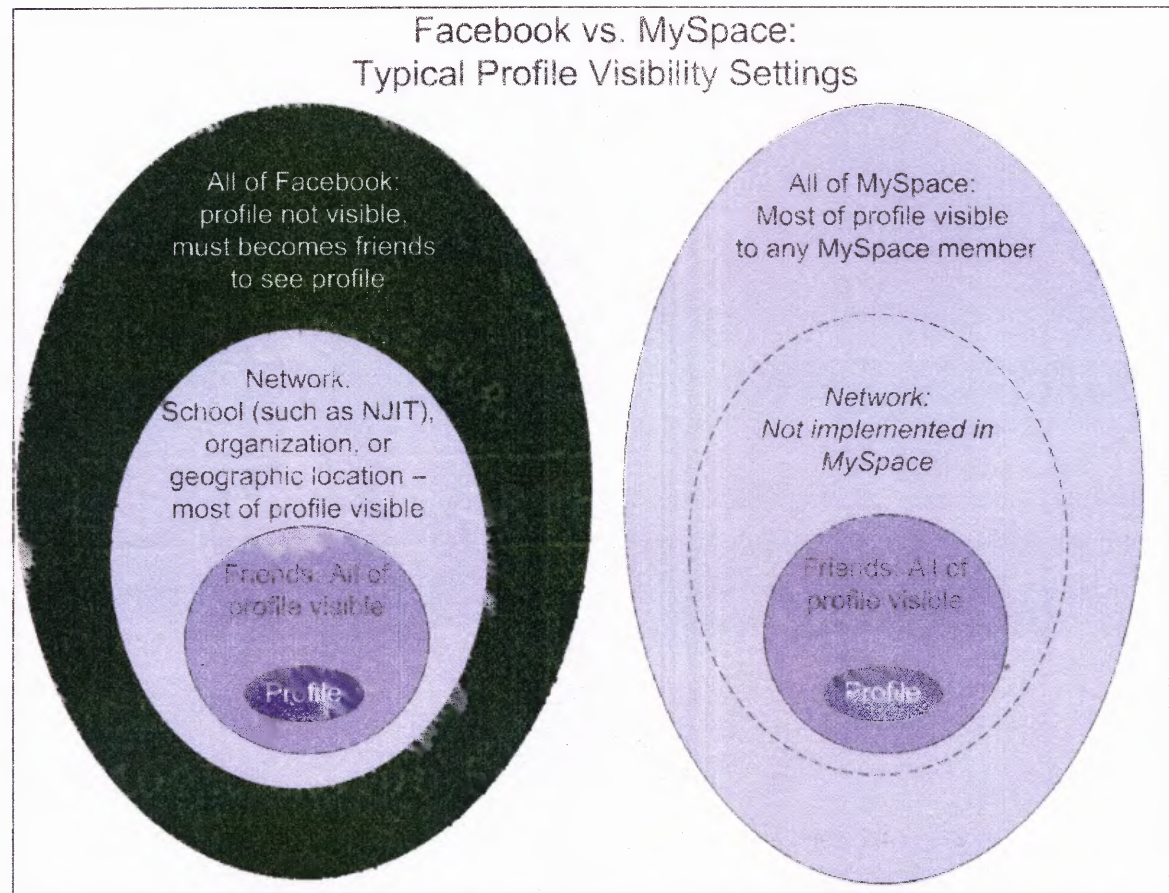 Facebook vs. MySpace:
Typical Profile Visibility Settings
All of Facebook:
profile not visible,
must becomes friends
to see profile
Network:
School (such as NJIT),
organization, or
geographic location –
most of profile visible
Friends: All of
profile visible
Profile
All of MySpace:
Most of profile visible
to any MySpace member
Network:
Not implemented in
MySpace
Friends: All of
profile visible
Profile